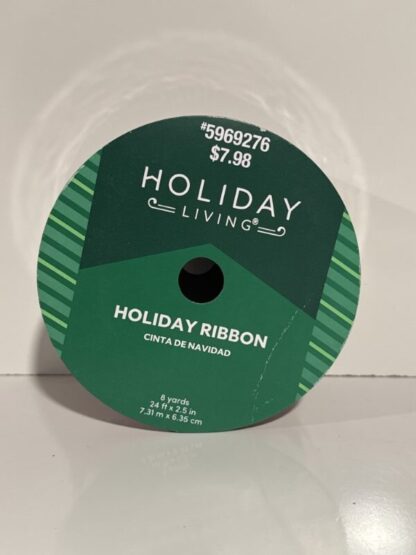 #5969276
$7.98
HOLIDAY
LIVING®
HOLIDAY RIBBON
CINTA DE NAVIDAD
8 yards
24 ft x 2.5 in
7.31 m x 6.35 cm